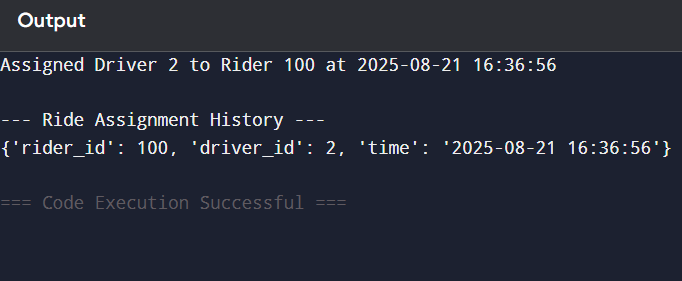 Output
Assigned Driver 2 to Rider 100 at 2025-08-21 16:36:56
--- Ride Assignment History ---
{'rider_id': 100, 'driver_id': 2, 'time': '2025-08-21 16:36:56'}
=== Code Execution Successful ===